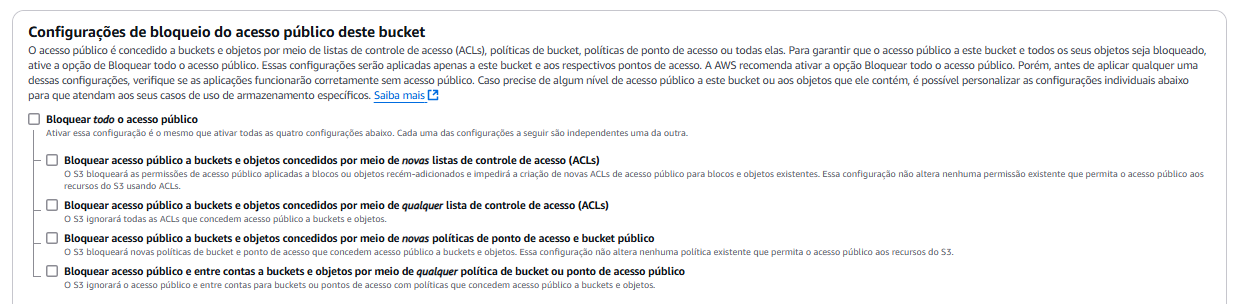 Configurações de bloqueio do acesso público deste bucket
O acesso público é concedido a buckets e objetos por meio de listas de controle de acesso (ACLs), políticas de bucket, políticas de ponto de acesso ou todas elas. Para garantir que o acesso público a este bucket e todos os seus objetos seja bloqueado,
ative a opção de Bloquear todo o acesso público. Essas configurações serão aplicadas apenas a este bucket e aos respectivos pontos de acesso. A AWS recomenda ativar a opção Bloquear todo o acesso público. Porém, antes de aplicar qualquer uma
dessas configurações, verifique se as aplicações funcionarão corretamente sem acesso público. Caso precise de algum nível de acesso público a este bucket ou aos objetos que ele contém, é possível personalizar as configurações individuais abaixo
para que atendam aos seus casos de uso de armazenamento específicos. Saiba mais
Bloquear todo o acesso público
Ativar essa configuração é o mesmo que ativar todas as quatro configurações abaixo. Cada uma das configurações a seguir são independentes uma da outra.
Bloquear acesso público a buckets e objetos concedidos por meio de novas listas de controle de acesso (ACLs)
O S3 bloqueará as permissões de acesso público aplicadas a blocos ou objetos recém-adicionados e impedirá a criação de novas ACLs de acesso público para blocos e objetos existentes. Essa configuração não altera nenhuma permissão existente que permita o acesso público aos
recursos do S3 usando ACLs.
Bloquear acesso público a buckets e objetos concedidos por meio de qualquer lista de controle de acesso (ACLs)
O S3 ignorará todas as ACLs que concedem acesso público a buckets e objetos.
Bloquear acesso público a buckets e objetos concedidos por meio de novas políticas de ponto de acesso e bucket público
O S3 bloqueará novas políticas de bucket e ponto de acesso que concedem acesso público a buckets e objetos. Essa configuração não altera nenhuma política existente que permita o acesso público aos recursos do S3.
Bloquear acesso público e entre contas a buckets e objetos por meio de qualquer política de bucket ou ponto de acesso público
O S3 ignorará o acesso público e entre contas para buckets ou pontos de acesso com políticas que concedem acesso público a buckets e objetos.